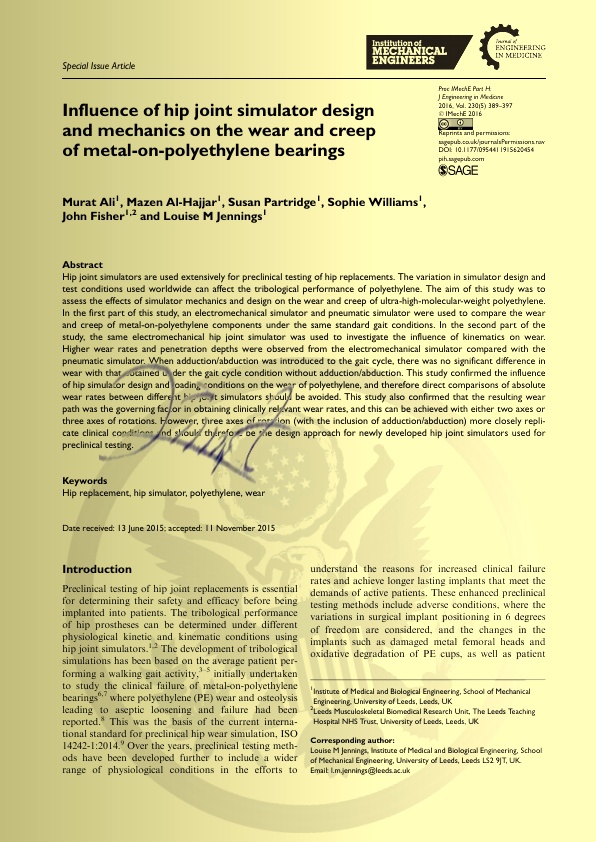 Special Issue Article
Institution of
MECHANICAL
ENGINEERS
Journal of
ENGINEERING
IN MEDICINE
Proc IMechE Part H:
J Engineering in Medicine
2016, Vol. 230(5) 389–397
© IMechE 2016
Reprints and permissions:
sagepub.co.uk/journalsPermissions.nav
DOI: 10.1177/0954411915620454
pih.sagepub.com
SAGE
Influence of hip joint simulator design
and mechanics on the wear and creep
of metal-on-polyethylene bearings
Murat Ali1, Mazen Al-Hajjar1, Susan Partridge1, Sophie Williams1,
John Fisher1,2 and Louise M Jennings1
Abstract
Hip joint simulators are used extensively for preclinical testing of hip replacements. The variation in simulator design and
test conditions used worldwide can affect the tribological performance of polyethylene. The aim of this study was to
assess the effects of simulator mechanics and design on the wear and creep of ultra-high-molecular-weight polyethylene.
In the first part of this study, an electromechanical simulator and pneumatic simulator were used to compare the wear
and creep of metal-on-polyethylene components under the same standard gait conditions. In the second part of the
study, the same electromechanical hip joint simulator was used to investigate the influence of kinematics on wear.
Higher wear rates and penetration depths were observed from the electromechanical simulator compared with the
pneumatic simulator. When adduction/abduction was introduced to the gait cycle, there was no significant difference in
wear with that obtained under the gait cycle condition without adduction/abduction. This study confirmed the influence
of hip simulator design and loading conditions on the wear of polyethylene, and therefore direct comparisons of absolute
wear rates between different hip joint simulators should be avoided. This study also confirmed that the resulting wear
path was the governing factor in obtaining clinically relevant wear rates, and this can be achieved with either two axes or
three axes of rotations. However, three axes of rotation (with the inclusion of adduction/abduction) more closely repli-
cate clinical conditions and should therefore be the design approach for newly developed hip joint simulators used for
preclinical testing.
Keywords
Hip replacement, hip simulator, polyethylene, wear
Date received: 13 June 2015; accepted: 11 November 2015
Introduction
Preclinical testing of hip joint replacements is essential
for determining their safety and efficacy before being
implanted into patients. The tribological performance
of hip prostheses can be determined under different
physiological kinetic and kinematic conditions using
hip joint simulators.1,2 The development of tribological
simulations has been based on the average patient per-
forming a walking gait activity,3–5 initially undertaken
to study the clinical failure of metal-on-polyethylene
bearings6,7 where polyethylene (PE) wear and osteolysis
leading to aseptic loosening and failure had been
reported.8 This was the basis of the current interna-
tional standard for preclinical hip wear simulation, ISO
14242-1:2014.9 Over the years, preclinical testing meth-
ods have been developed further to include a wider
range of physiological conditions in the efforts to
understand the reasons for increased clinical failure
rates and achieve longer lasting implants that meet the
demands of active patients. These enhanced preclinical
testing methods include adverse conditions, where the
variations in surgical implant positioning in 6 degrees
of freedom are considered, and the changes in the
implants such as damaged metal femoral heads and
oxidative degradation of PE cups, as well as patient
1Institute of Medical and Biological Engineering, School of Mechanical
Engineering, University of Leeds, Leeds, UK
2Leeds Musculoskeletal Biomedical Research Unit, The Leeds Teaching
Hospital NHS Trust, University of Leeds, Leeds, UK
Corresponding author:
Louise M Jennings, Institute of Medical and Biological Engineering, School
of Mechanical Engineering, University of Leeds, Leeds LS2 9JT, UK.
Email: l.m.jennings@leeds.ac.uk